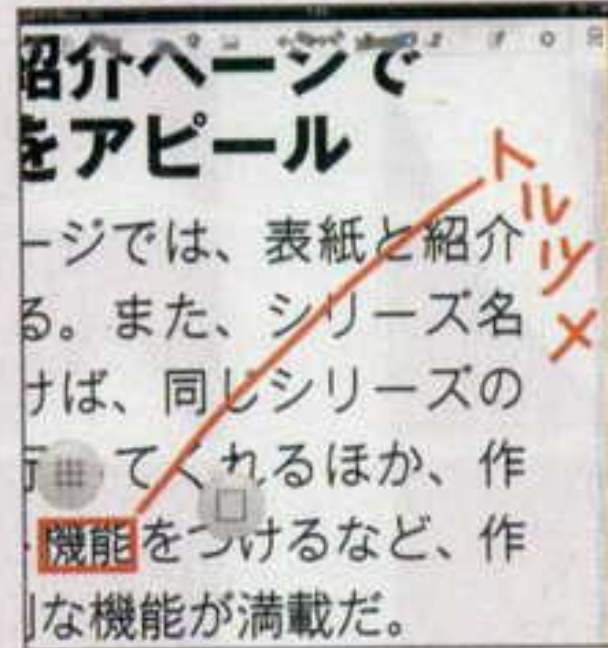 紹介ページで
をアピール
トルツメ
ージでは、表紙と紹介
る。また、シリーズ名
けば、同じシリーズの
てくれるほか、作
機能をつけるなど、作
な機能が満載だ。